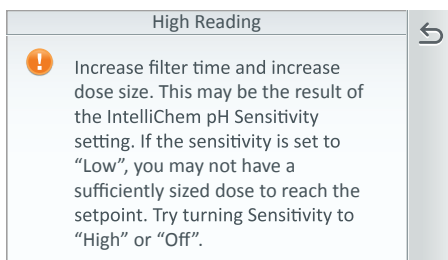 High Reading
Increase filter time and increase
dose size. This may be the result of
the IntelliChem pH Sensitivity
setting. If the sensitivity is set to
“Low”, you may not have a
sufficiently sized dose to reach the
setpoint. Try turning Sensitivity to
“High” or “Off”.